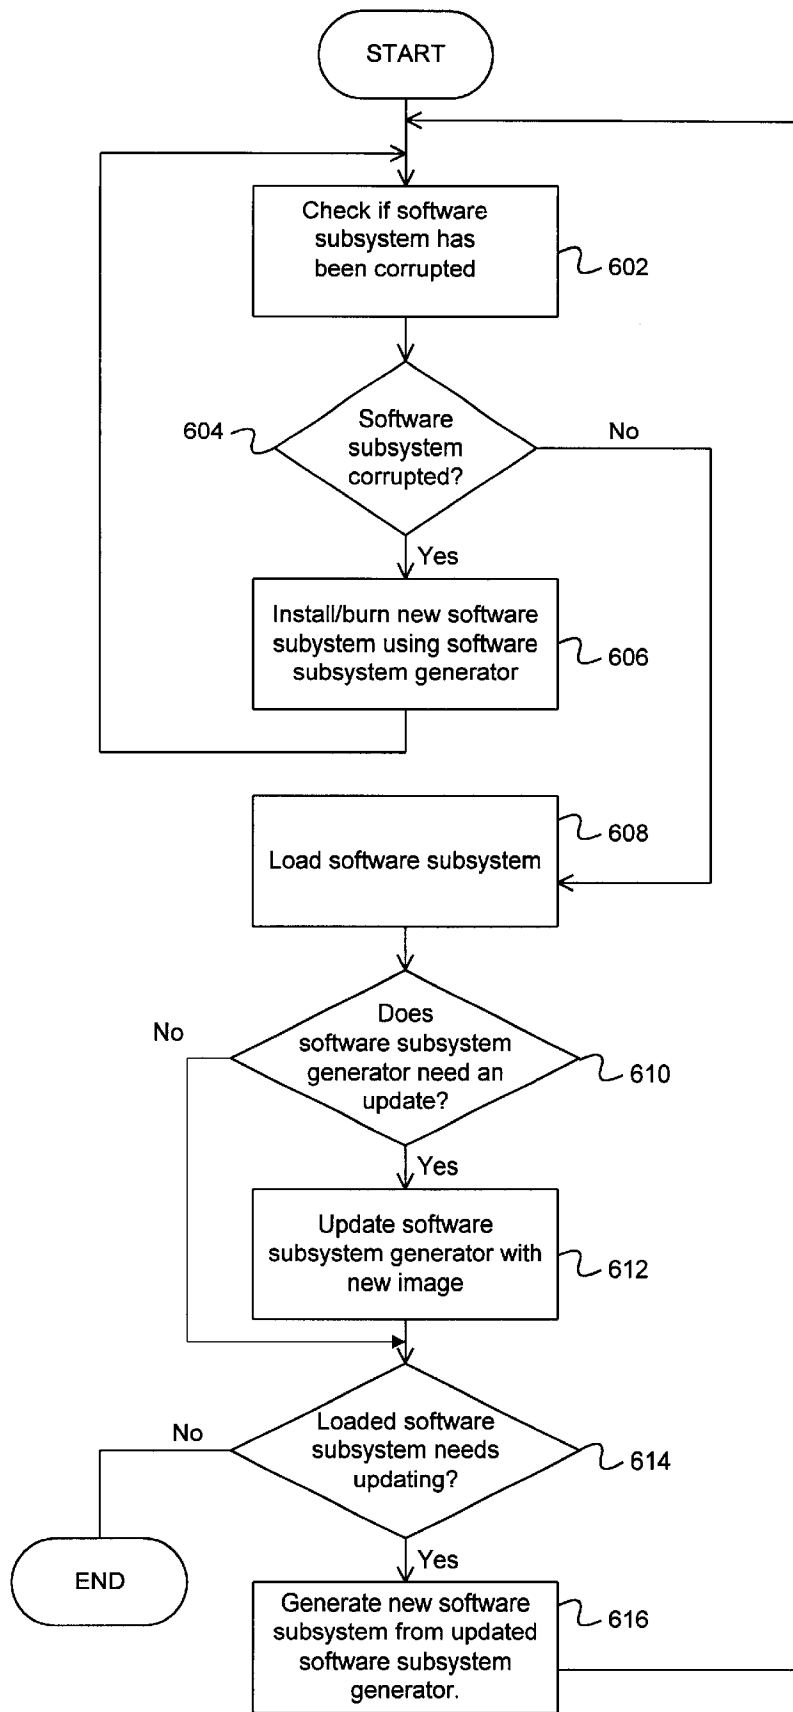 START
Check if software
subsystem has
been corrupted
602
604
Software
subsystem
corrupted?
No
Yes
Install/burn new software
subystem using software
subsystem generator
606
608
Load software subsystem
No
Does
software subsystem
generator need an
update?
610
Yes
Update software
subsystem generator with
new image
612
No
Loaded software
subsystem needs
updating?
614
END
Yes
Generate new software
subsystem from updated
software subsystem
generator.
616